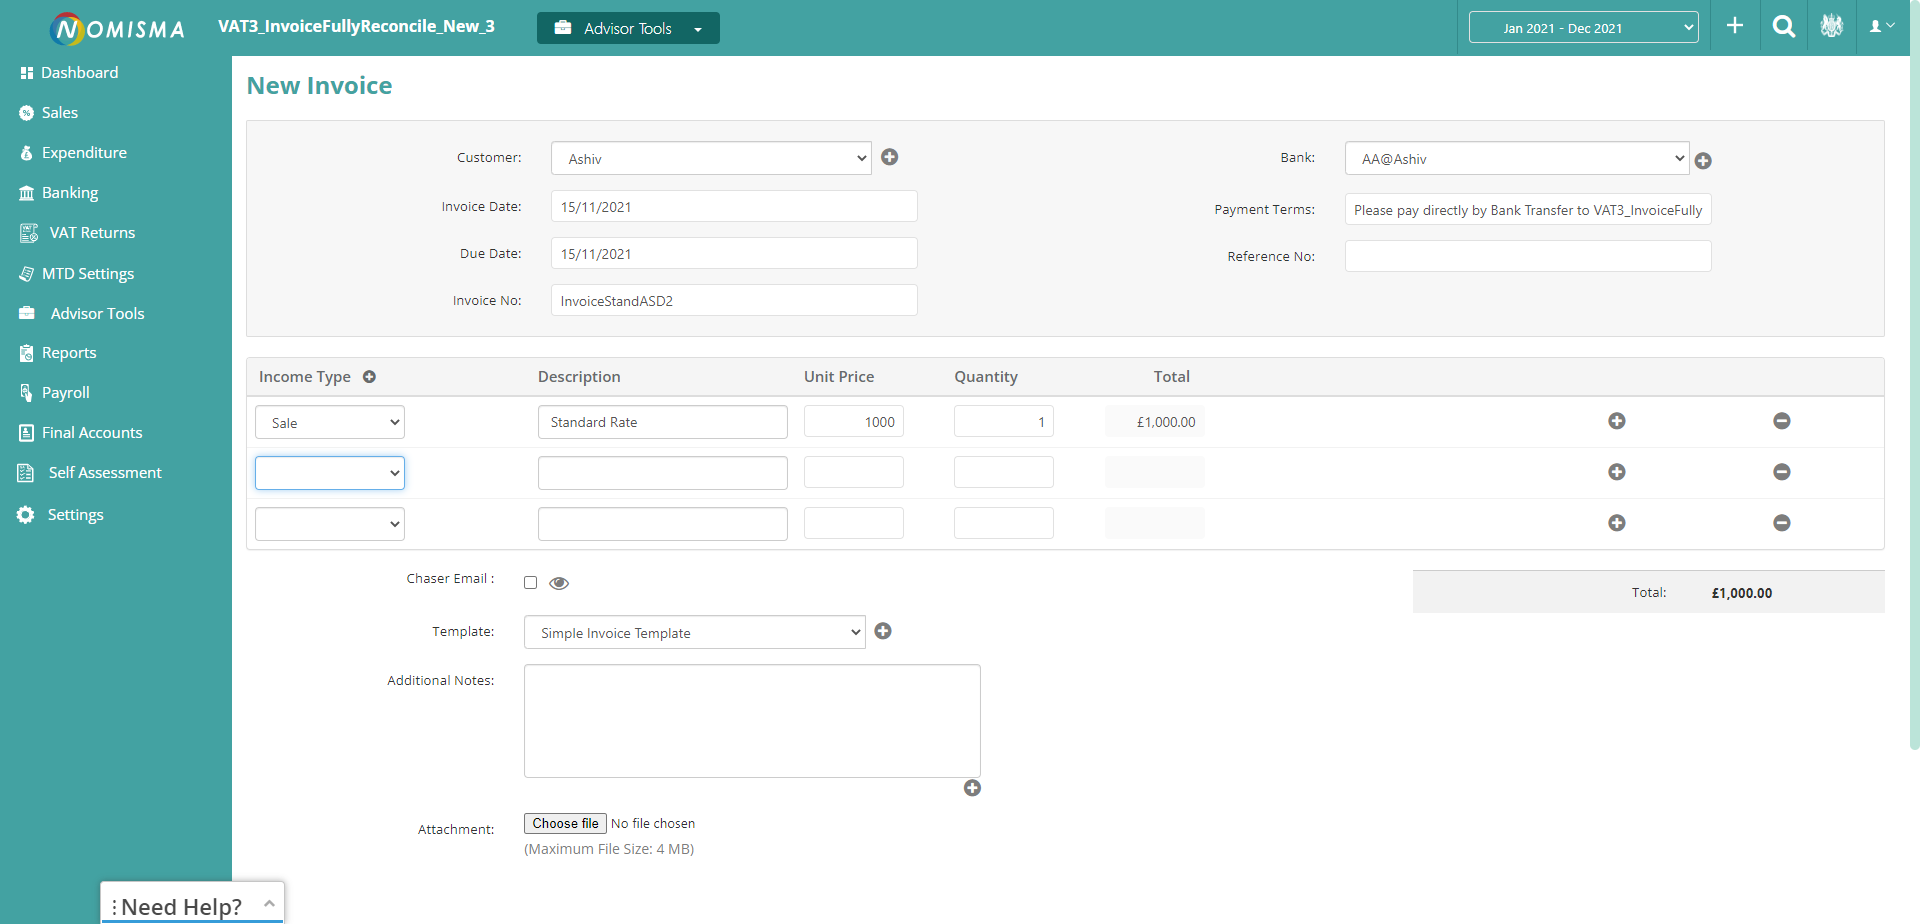 NOMISMA
VAT3_InvoiceFullyReconcile_New_3
Advisor Tools
Jan 2021 - Dec 2021
Dashboard
Sales
Expenditure
Banking
VAT Returns
MTD Settings
Advisor Tools
Reports
Payroll
Final Accounts
Self Assessment
Settings
New Invoice
Customer: Ashiv
Bank: AA@Ashiv
Invoice Date: 15/11/2021
Payment Terms: Please pay directly by Bank Transfer to VAT3_InvoiceFully
Due Date: 15/11/2021
Reference No:
Invoice No: InvoiceStandASD2
Income Type Description Unit Price Quantity Total
Sale Standard Rate 1000 1 £1,000.00
Chaser Email :
Total: £1,000.00
Template: Simple Invoice Template
Additional Notes:
Attachment: Choose file No file chosen
(Maximum File Size: 4 MB)
Need Help?